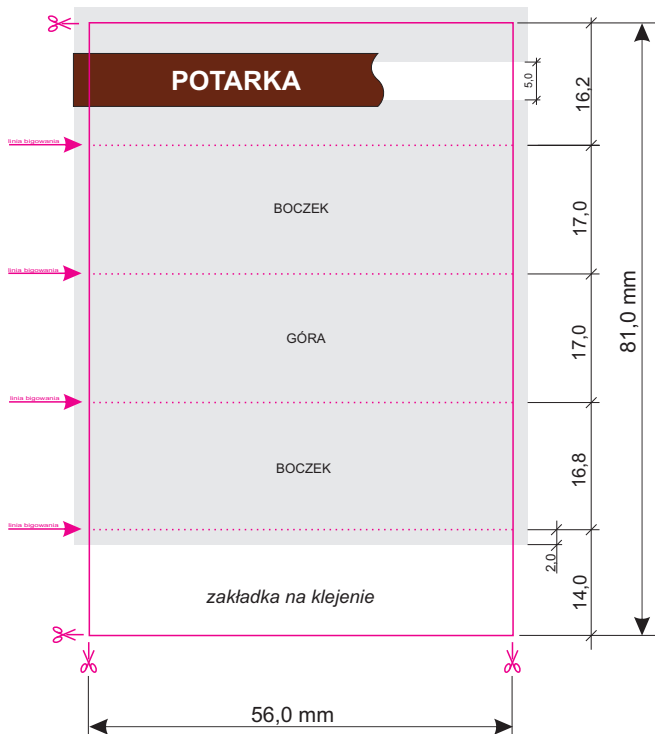 POTARKA
5,0
16,2
linia bigowania
BOCZEK
17,0
linia bigowania
GÓRA
17,0
81,0 mm
linia bigowania
BOCZEK
16,8
linia bigowania
2,0
zakładka na klejenie
14,0
56,0 mm